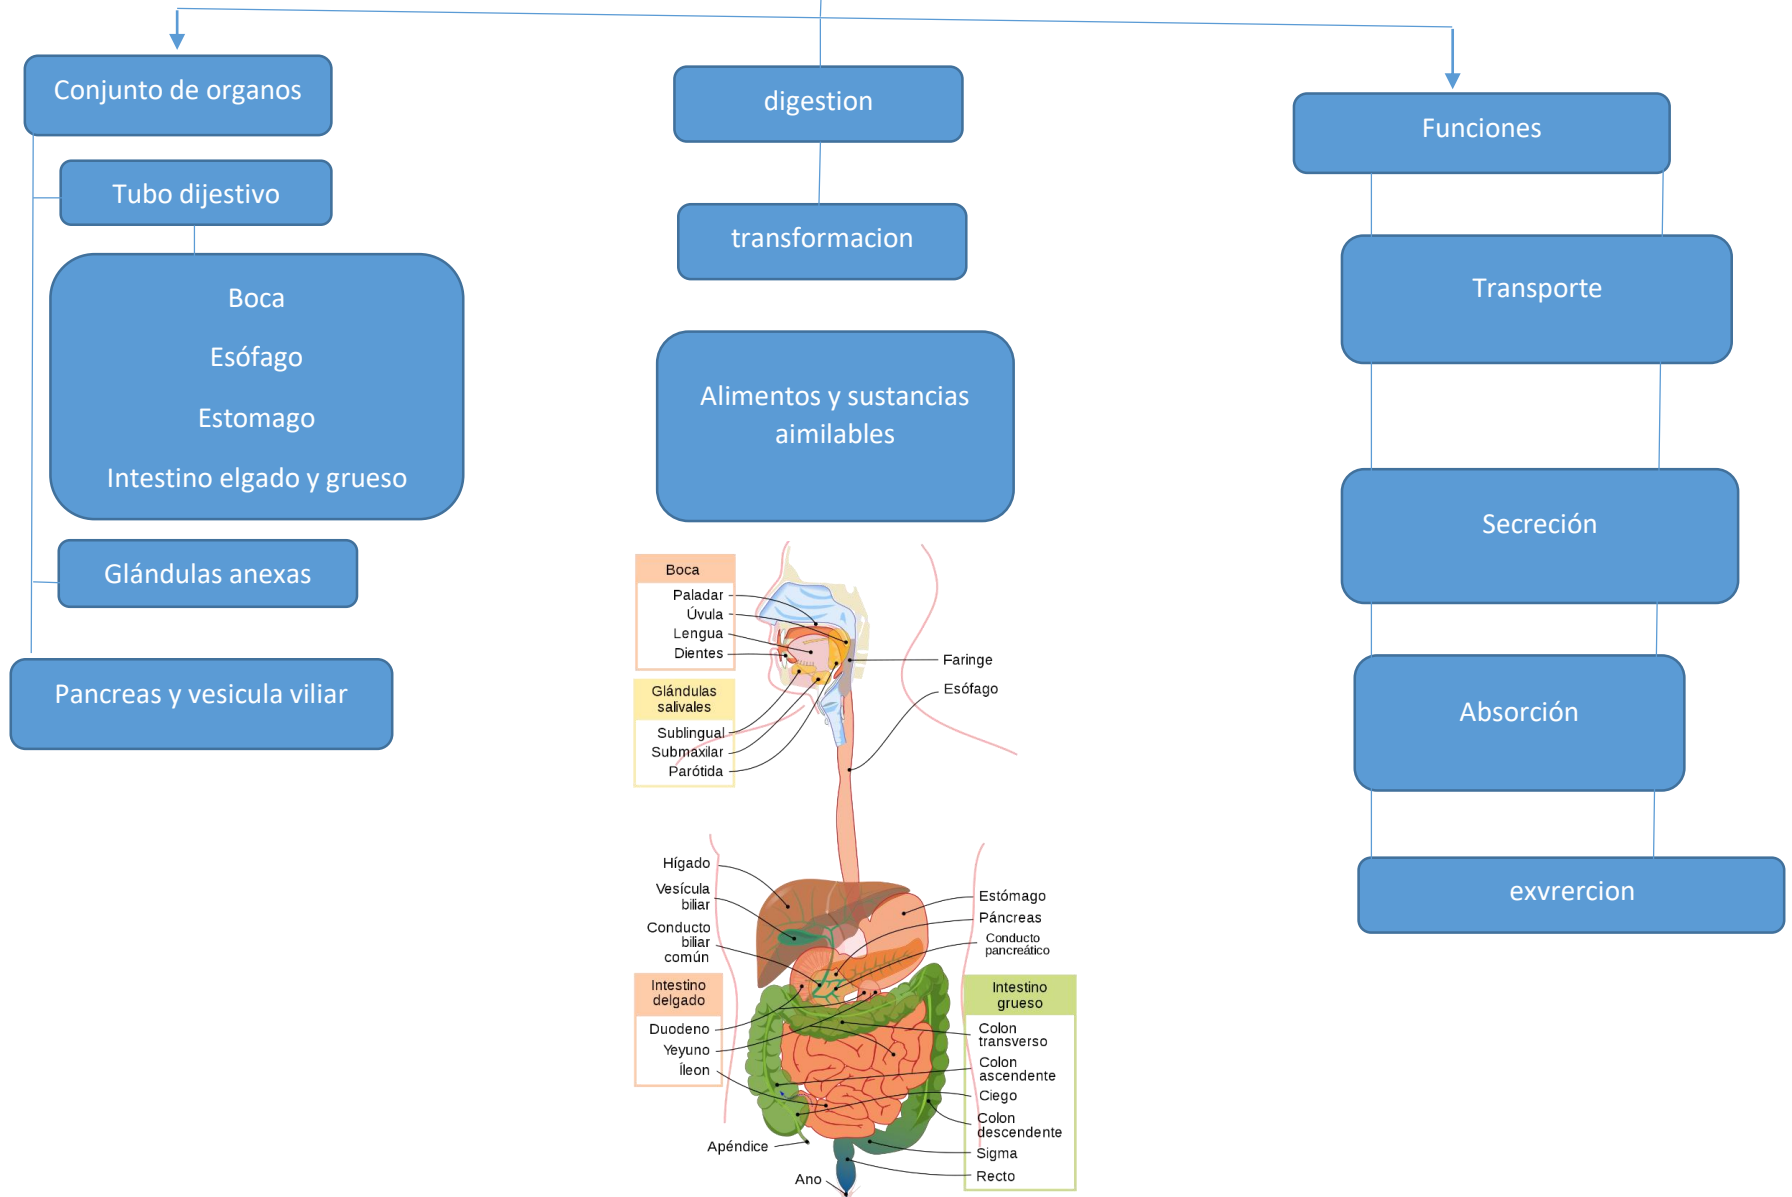 Conjunto de organos
Tubo dijestivo
Boca
Esófago
Estomago
Intestino elgado y grueso
Glándulas anexas
Pancreas y vesicula viliar
digestion
transformacion
Alimentos y sustancias
aimilables
Boca
Paladar
Úvula
Lengua
Dientes
Glándulas
salivales
Sublingual
Submaxilar
Parótida
Faringe
Esófago
Hígado
Vesícula
biliar
Conducto
biliar
común
Intestino
delgado
Duodeno
Yeyuno
Íleon
Apéndice
Ano
Estómago
Páncreas
Conducto
pancreático
Intestino
grueso
Colon
transverso
Colon
ascendente
Ciego
Colon
descendente
Sigma
Recto
Funciones
Transporte
Secreción
Absorción
exvrercion